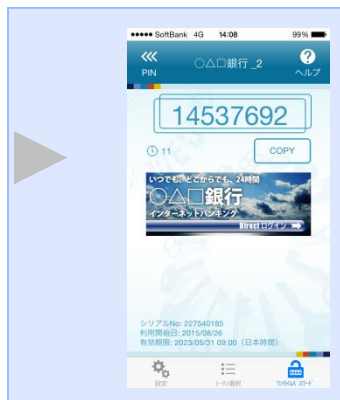 ●●●●● SoftBank 4G 14:08 99%
PIN
○△□銀行 _2
?
ヘルプ
14537692
11
COPY
いつでも、どこからでも、24時間
○△□銀行
インターネットバンキング
Direct ログイン
シリアルNo: 227540185
利用開始日: 2015/08/26
有効期限: 2023/05/31 09:00（日本時間）
設定
トークン選択
ワンタイムパスワード